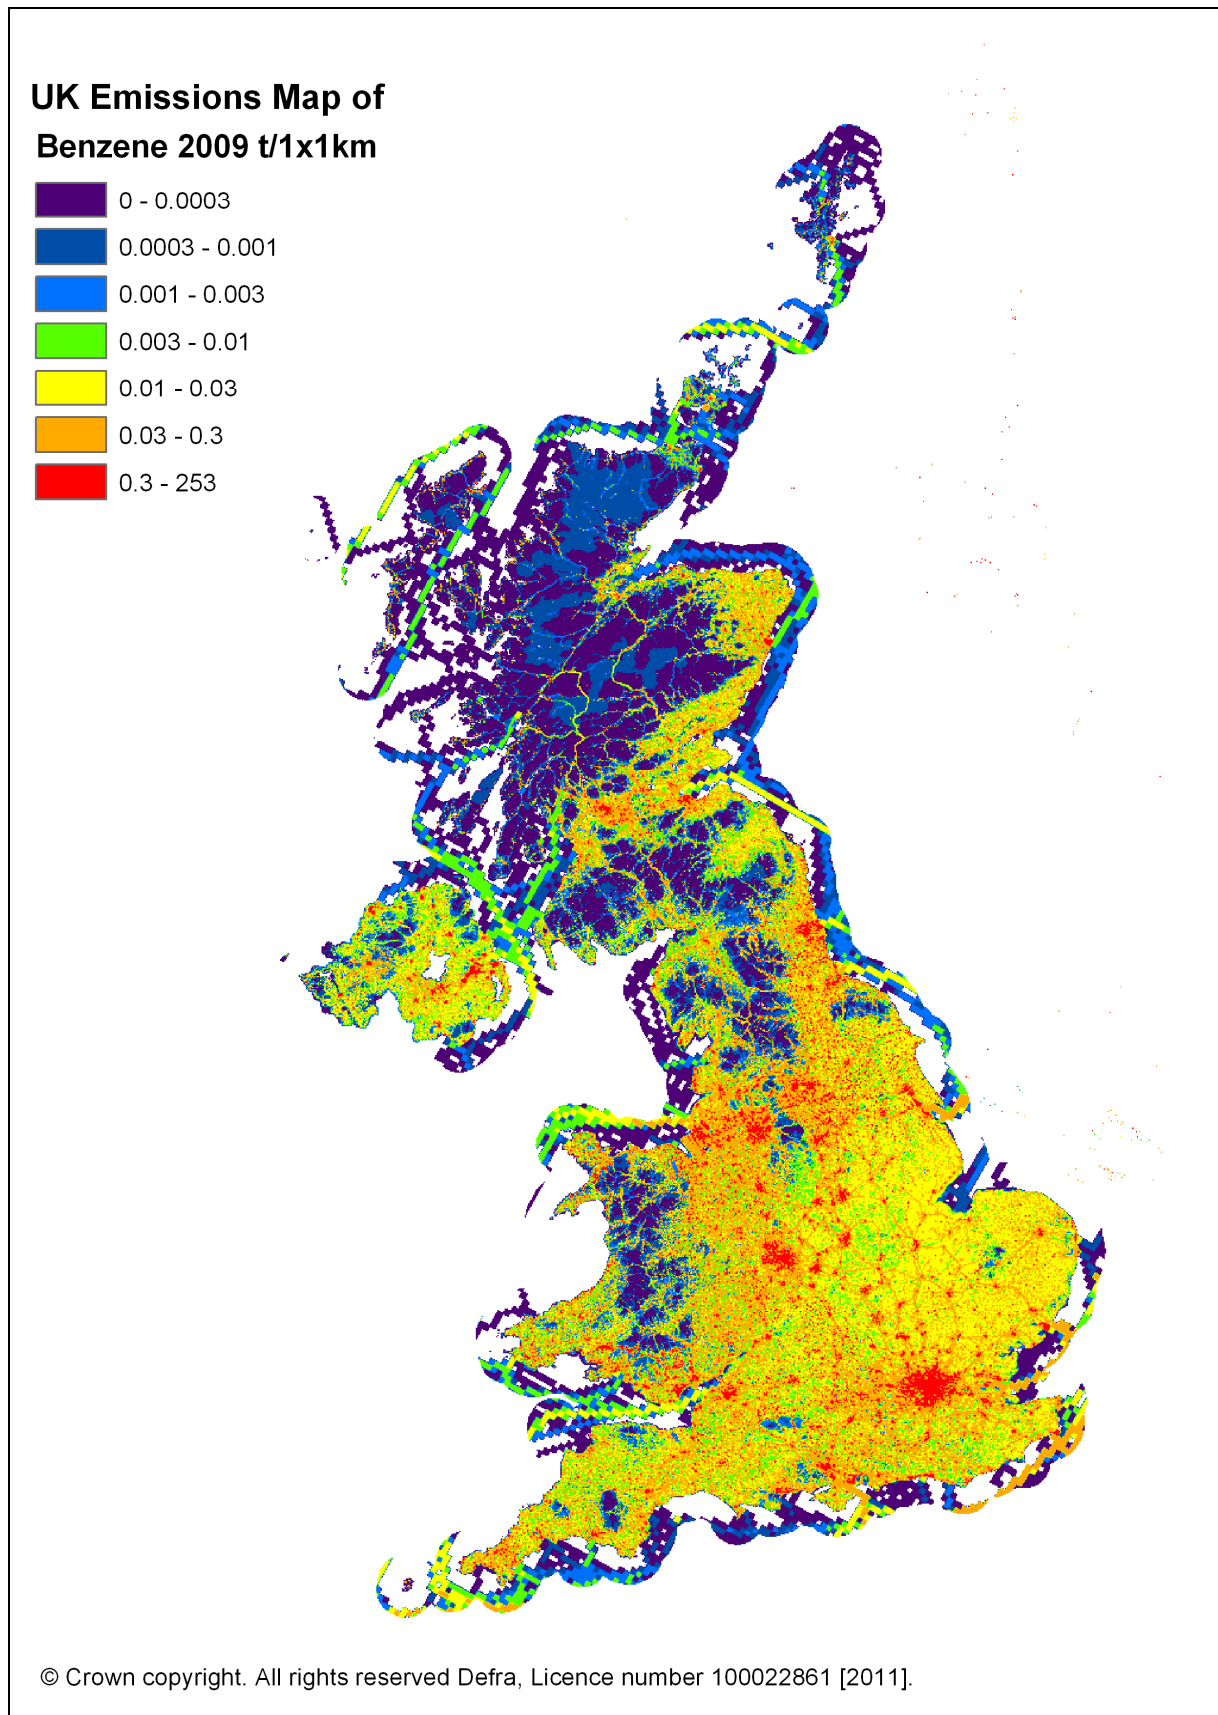 UK Emissions Map of
Benzene 2009 t/1x1km
0 - 0.0003
0.0003 - 0.001
0.001 - 0.003
0.003 - 0.01
0.01 - 0.03
0.03 - 0.3
0.3 - 253
© Crown copyright. All rights reserved Defra, Licence number 100022861 [2011].